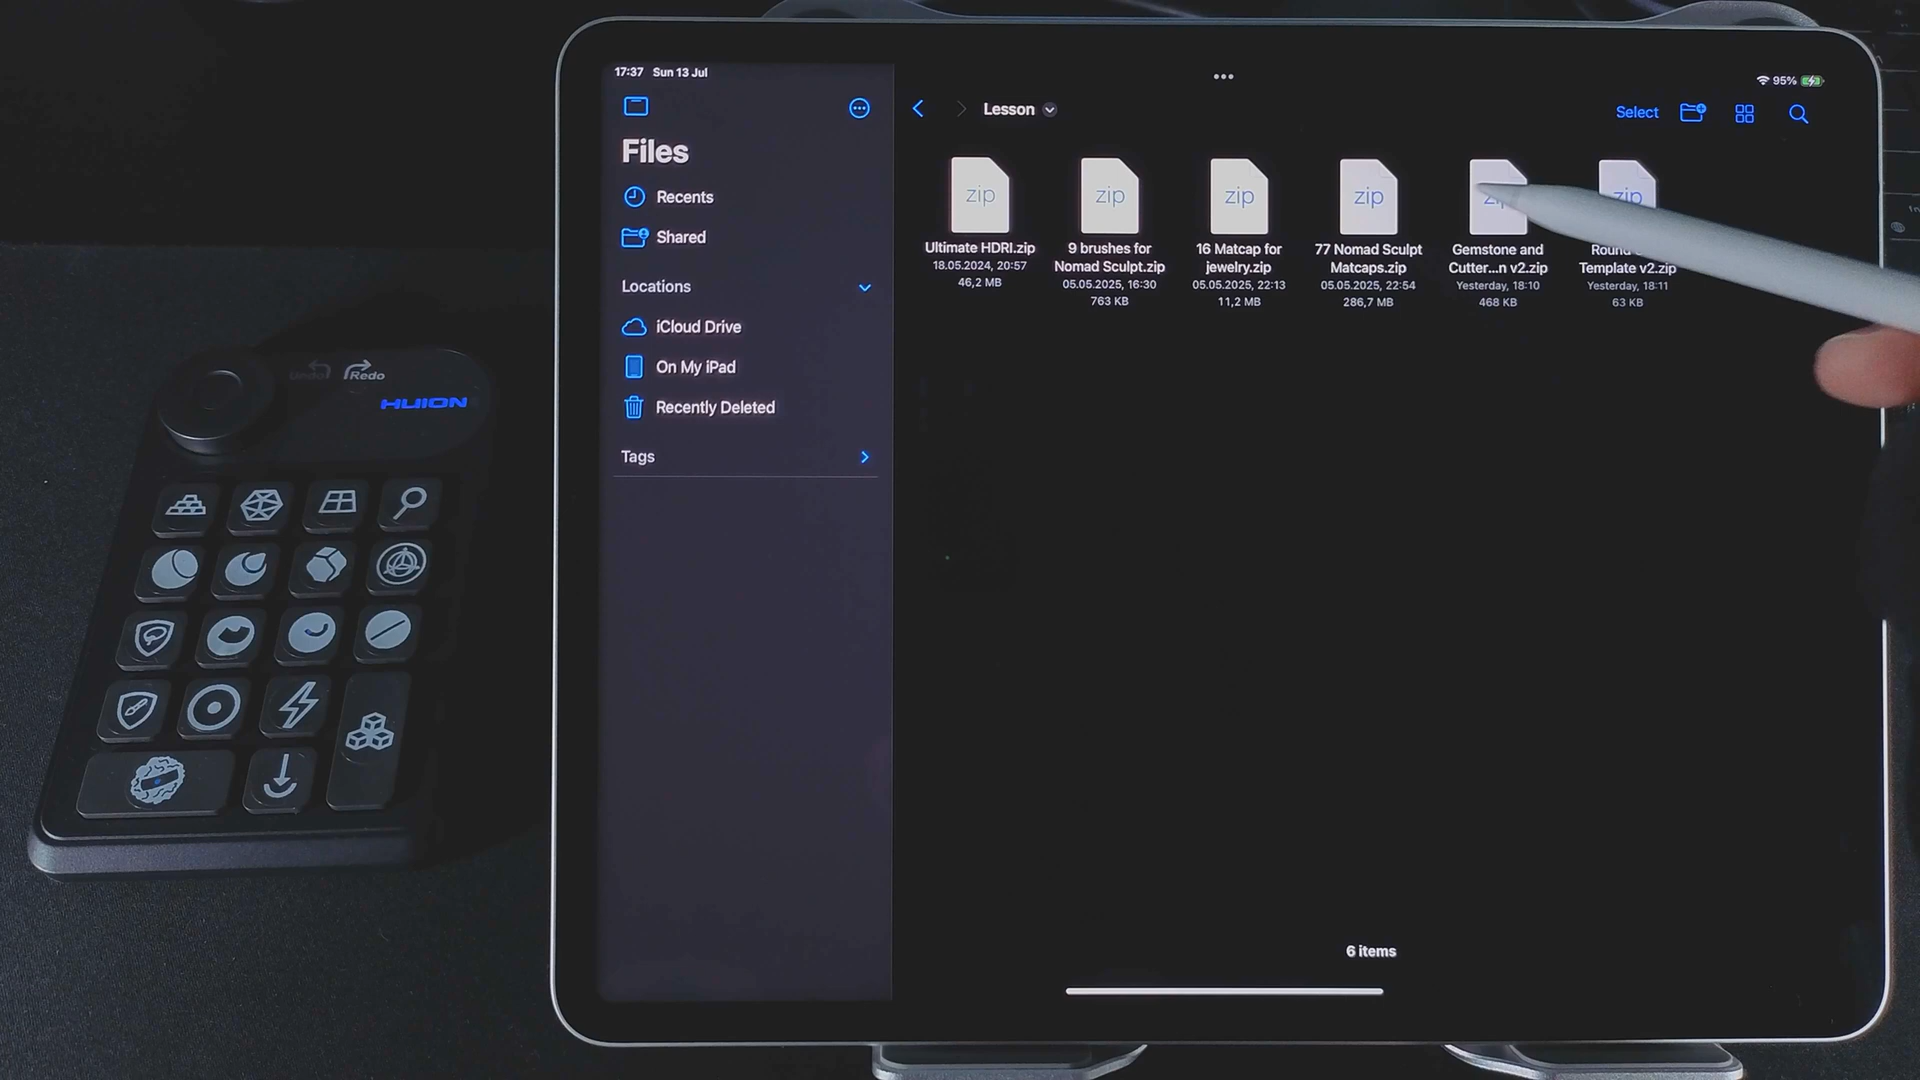 17:37 Sun 13 Jul
95%
Files
Recents
Shared
Locations
iCloud Drive
On My iPad
Recently Deleted
Tags
Lesson
Select
zip
Ultimate HDRI.zip
18.05.2024, 20:57
46,2 MB
zip
9 brushes for
Nomad Sculpt.zip
05.05.2025, 16:30
763 KB
zip
16 Matcap for
jewelry.zip
05.05.2025, 22:13
11,2 MB
zip
77 Nomad Sculpt
Matcaps.zip
05.05.2025, 22:54
286,7 MB
Gemstone and
Cutter...n v2.zip
Yesterday, 18:10
468 KB
zip
Template v2.zip
Yesterday, 18:11
63 KB
6 items
Undo
Redo
HUION